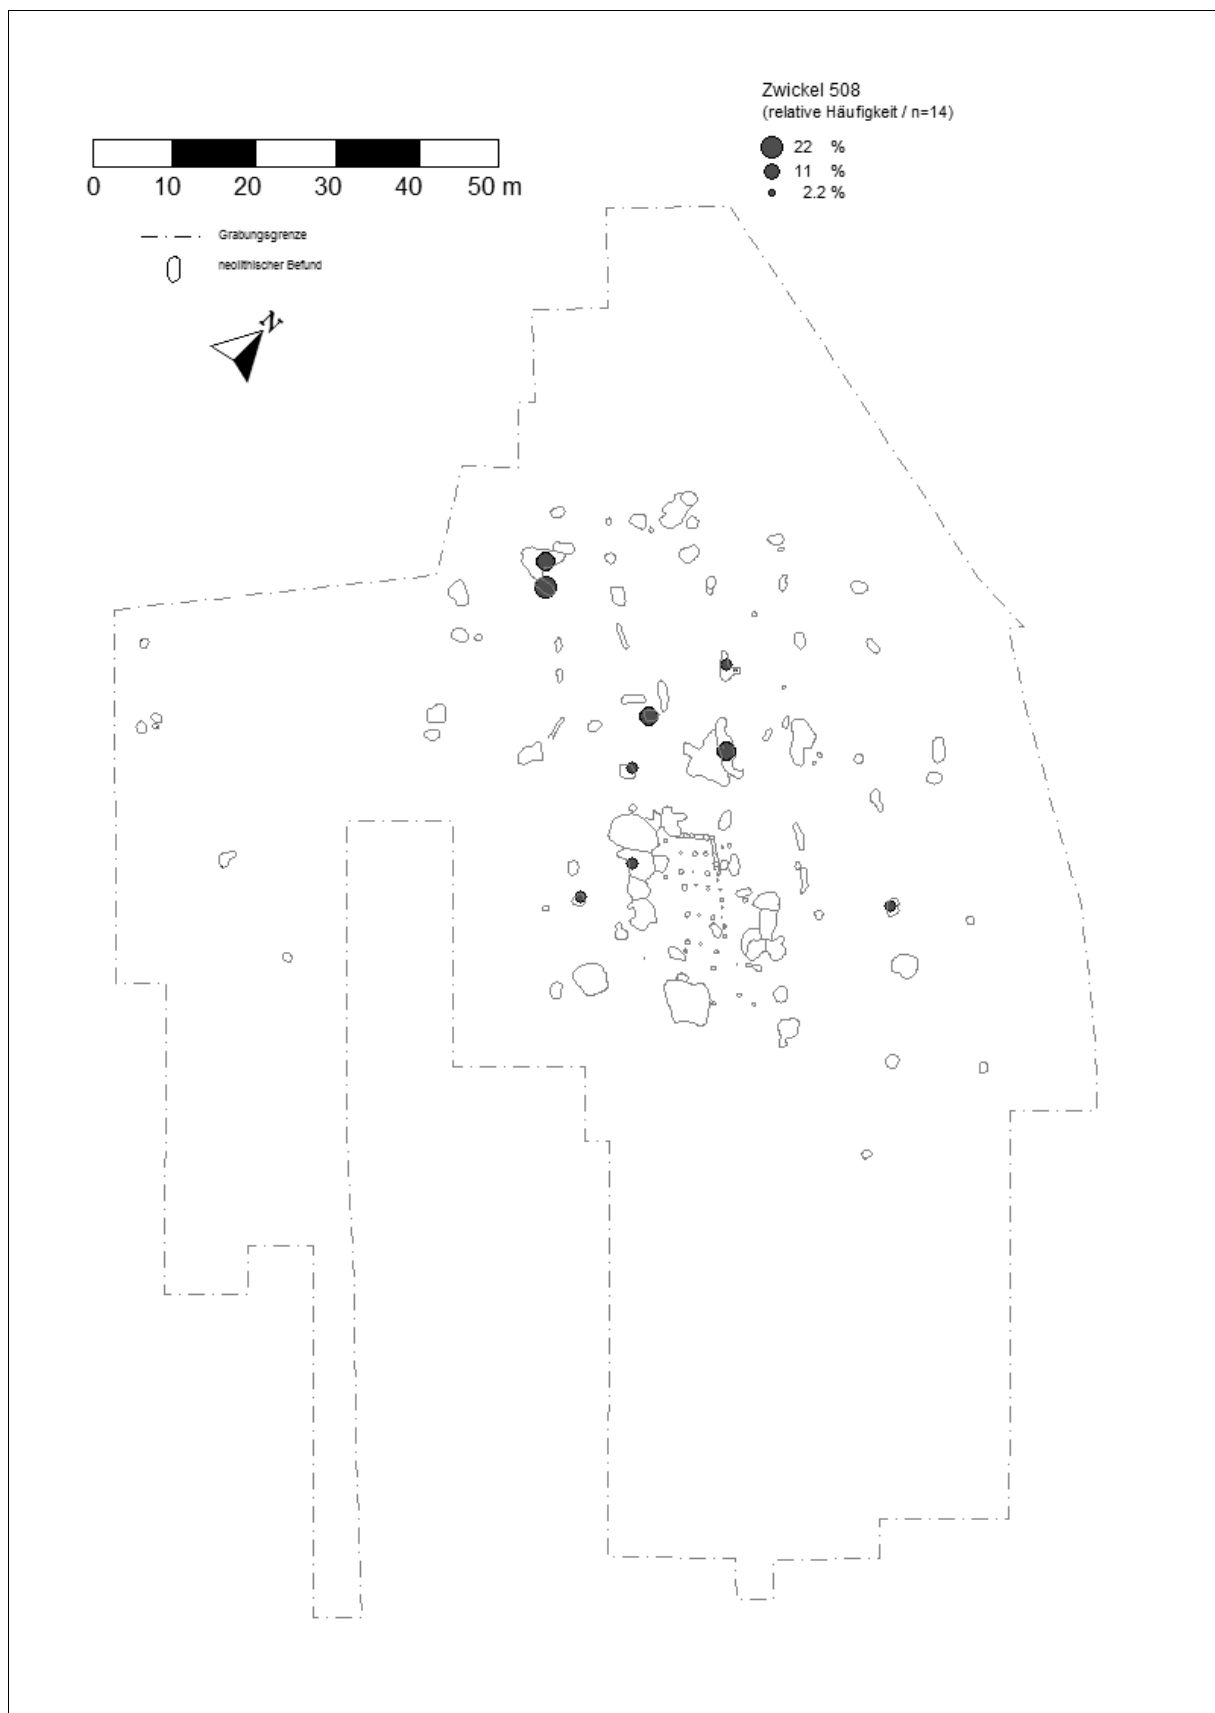 Zwickel 508
(relative Häufigkeit / n=14)
22 %
11 %
2.2 %
0 10 20 30 40 50 m
Grabungsgrenze
neolithischer Befund
N